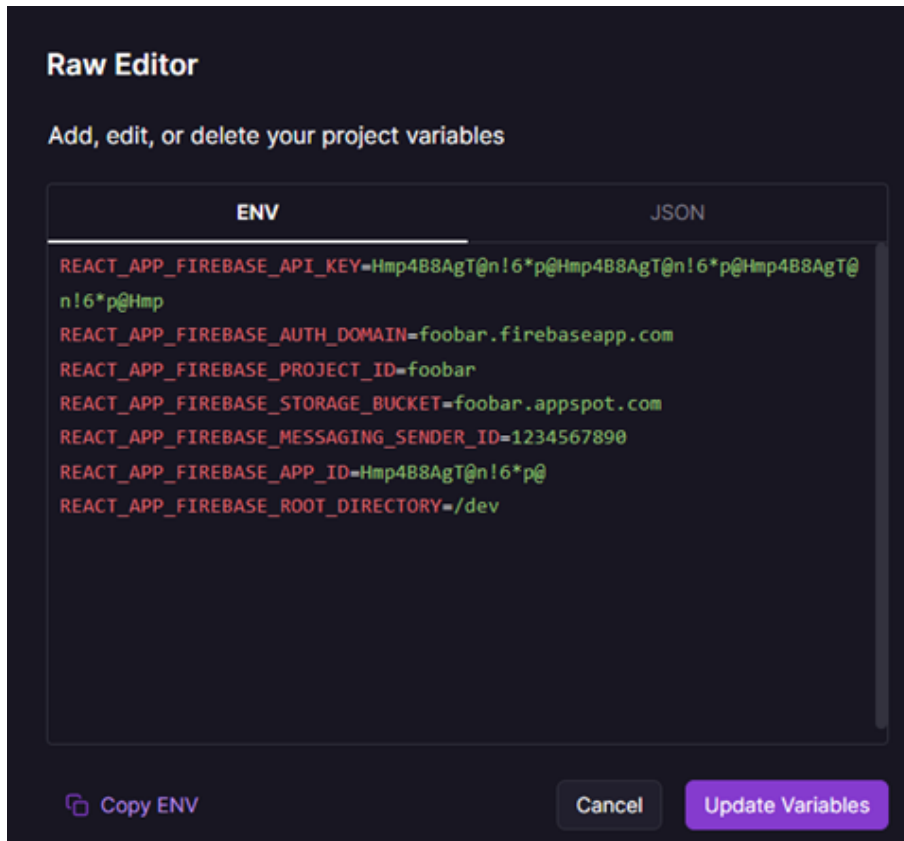 Raw Editor
Add, edit, or delete your project variables
ENV JSON
REACT_APP_FIREBASE_API_KEY=Hmp4B8AgT@n!6*p@Hmp4B8AgT@n!6*p@Hmp4B8AgT@
n!6*p@Hmp
REACT_APP_FIREBASE_AUTH_DOMAIN=foobar.firebaseapp.com
REACT_APP_FIREBASE_PROJECT_ID=foobar
REACT_APP_FIREBASE_STORAGE_BUCKET=foobar.appspot.com
REACT_APP_FIREBASE_MESSAGING_SENDER_ID=1234567890
REACT_APP_FIREBASE_APP_ID=Hmp4B8AgT@n!6*p@
REACT_APP_FIREBASE_ROOT_DIRECTORY=/dev
Copy ENV Cancel Update Variables